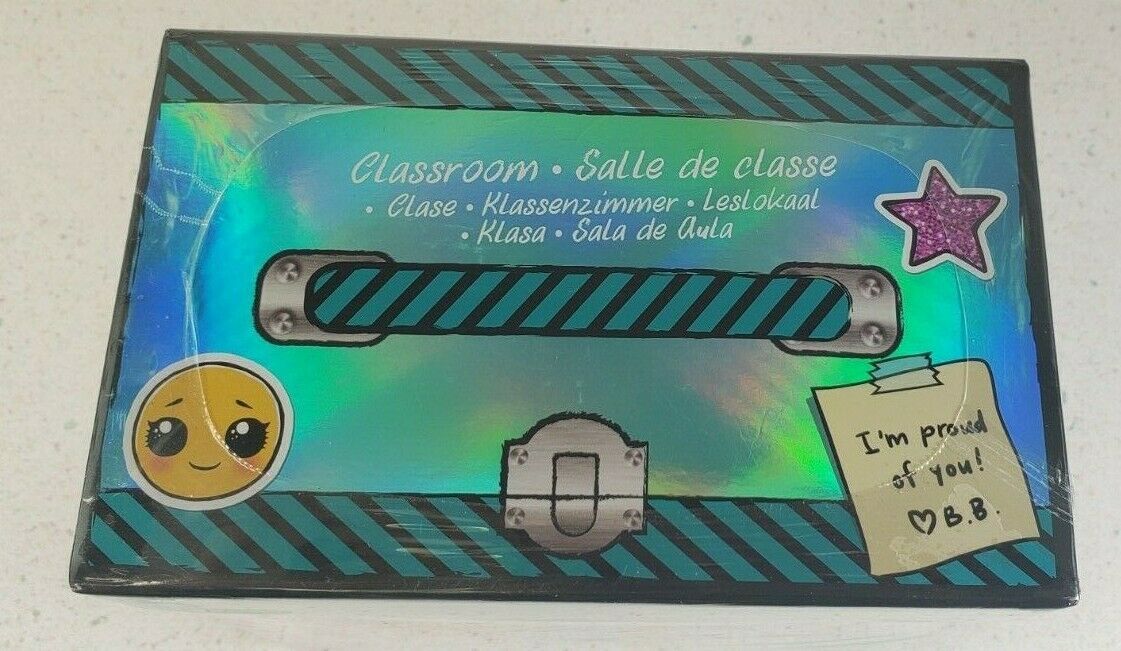 Classroom • Salle de classe
• Clase • Klassenzimmer • Leslokaal
• Klasa • Sala de Aula
I'm proud
of you!
♡ B.B.